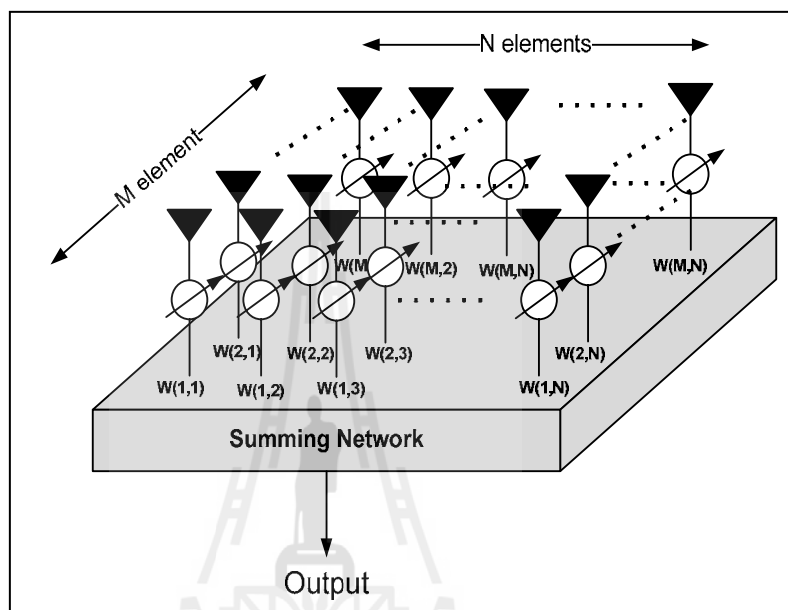 N elements
M element
W(M
W(M,2)
W(M,N)
W(M,N)
W(2,1)
W(2,2)
W(2,3)
W(2,N)
W(1,1)
W(1,2)
W(1,3)
W(1,N)
Summing Network
Output